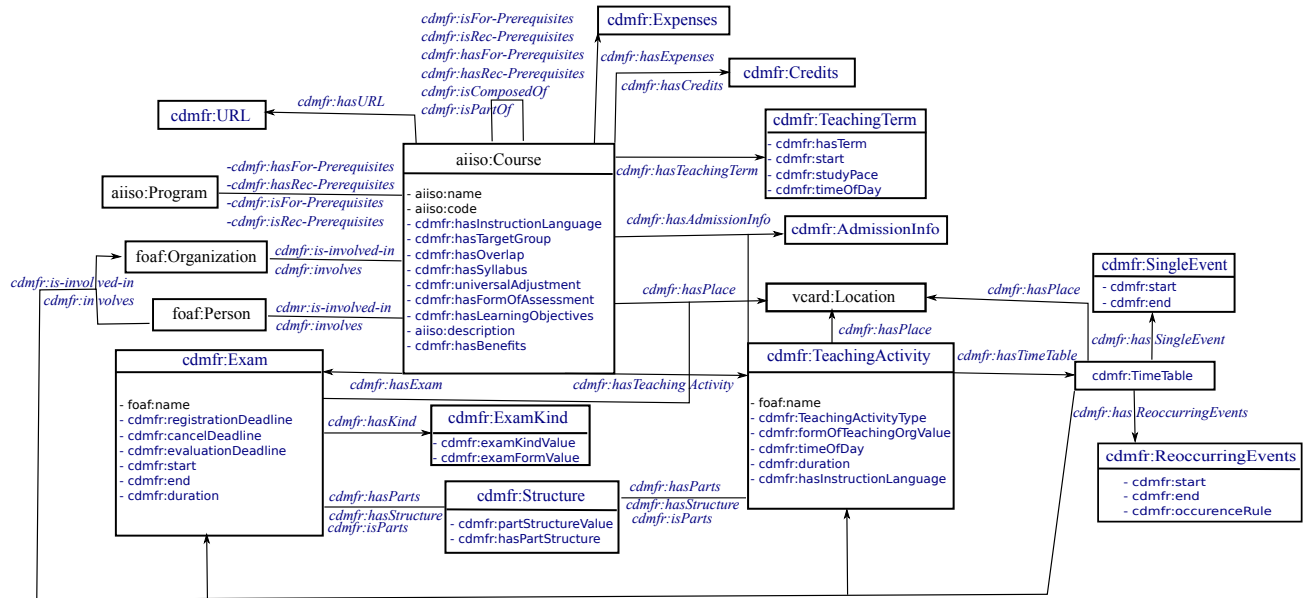 cdmfr:isFor-Prerequisites
cdmfr:isRec-Prerequisites
cdmfr:hasFor-Prerequisites
cdmfr:hasRec-Prerequisites
cdmfr:isComposedOf
cdmfr:isPartOf
cdmfr:Expenses
cdmfr:hasExpenses
cdmfr:Credits
cdmfr:hasCredits
cdmfr:URL
cdmfr:hasURL
cdmfr:TeachingTerm
- cdmfr:hasTerm
- cdmfr:start
- cdmfr:studyPace
- cdmfr:timeOfDay
cdmfr:hasTeachingTerm
aiiso:Course
- aiiso:name
- aiiso:code
- cdmfr:hasInstructionLanguage
- cdmfr:hasTargetGroup
- cdmfr:hasOverlap
- cdmfr:hasSyllabus
- cdmfr:universalAdjustment
- cdmfr:hasFormOfAssessment
- cdmfr:hasLearningObjectives
- aiiso:description
- cdmfr:hasBenefits
aiiso:Program
-cdmfr:hasFor-Prerequisites
-cdmfr:hasRec-Prerequisites
-cdmfr:isFor-Prerequisites
-cdmfr:isRec-Prerequisites
cdmfr:hasAdmissionInfo
cdmfr:AdmissionInfo
foaf:Organization
cdmfr:is-involved-in
cdmfr:involves
cdmfr:is-involved-in
cdmfr:involves
foaf:Person
cdmr:is-involved-in
cdmfr:involves
cdmfr:hasPlace
vcard:Location
cdmfr:hasPlace
cdmfr:hasPlace
cdmfr:SingleEvent
- cdmfr:start
- cdmfr:end
cdmfr:has SingleEvent
cdmfr:Exam
- foaf:name
- cdmfr:registrationDeadline
- cdmfr:cancelDeadline
- cdmfr:evaluationDeadline
- cdmfr:start
- cdmfr:end
- cdmfr:duration
cdmfr:hasExam
cdmfr:hasTeaching Activity
cdmfr:TeachingActivity
- foaf:name
- cdmfr:TeachingActivityType
- cdmfr:formOfTeachingOrgValue
- cdmfr:timeOfDay
- cdmfr:duration
- cdmfr:hasInstructionLanguage
cdmfr:hasTimeTable
cdmfr:TimeTable
cdmfr:has ReoccurringEvents
cdmfr:hasKind
cdmfr:ExamKind
- cdmfr:examKindValue
- cdmfr:examFormValue
cdmfr:ReoccurringEvents
- cdmfr:start
- cdmfr:end
- cdmfr:occurenceRule
cdmfr:hasParts
cdmfr:hasStructure
cdmfr:isParts
cdmfr:Structure
- cdmfr:partStructureValue
- cdmfr:hasPartStructure
cdmfr:hasParts
cdmfr:hasStructure
cdmfr:isParts